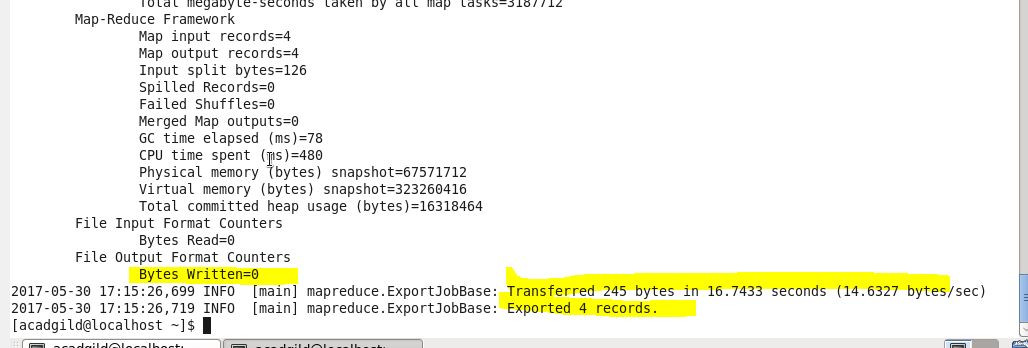 Total megabyte-seconds taken by all map tasks=3187712
Map-Reduce Framework
Map input records=4
Map output records=4
Input split bytes=126
Spilled Records=0
Failed Shuffles=0
Merged Map outputs=0
GC time elapsed (ms)=78
CPU time spent (ms)=480
Physical memory (bytes) snapshot=67571712
Virtual memory (bytes) snapshot=323260416
Total committed heap usage (bytes)=16318464
File Input Format Counters
Bytes Read=0
File Output Format Counters
Bytes Written=0
2017-05-30 17:15:26,699 INFO  [main] mapreduce.ExportJobBase: Transferred 245 bytes in 16.7433 seconds (14.6327 bytes/sec)
2017-05-30 17:15:26,719 INFO  [main] mapreduce.ExportJobBase: Exported 4 records.
[acadgild@localhost ~]$
acadgild@localhost: acadgild@localhost: